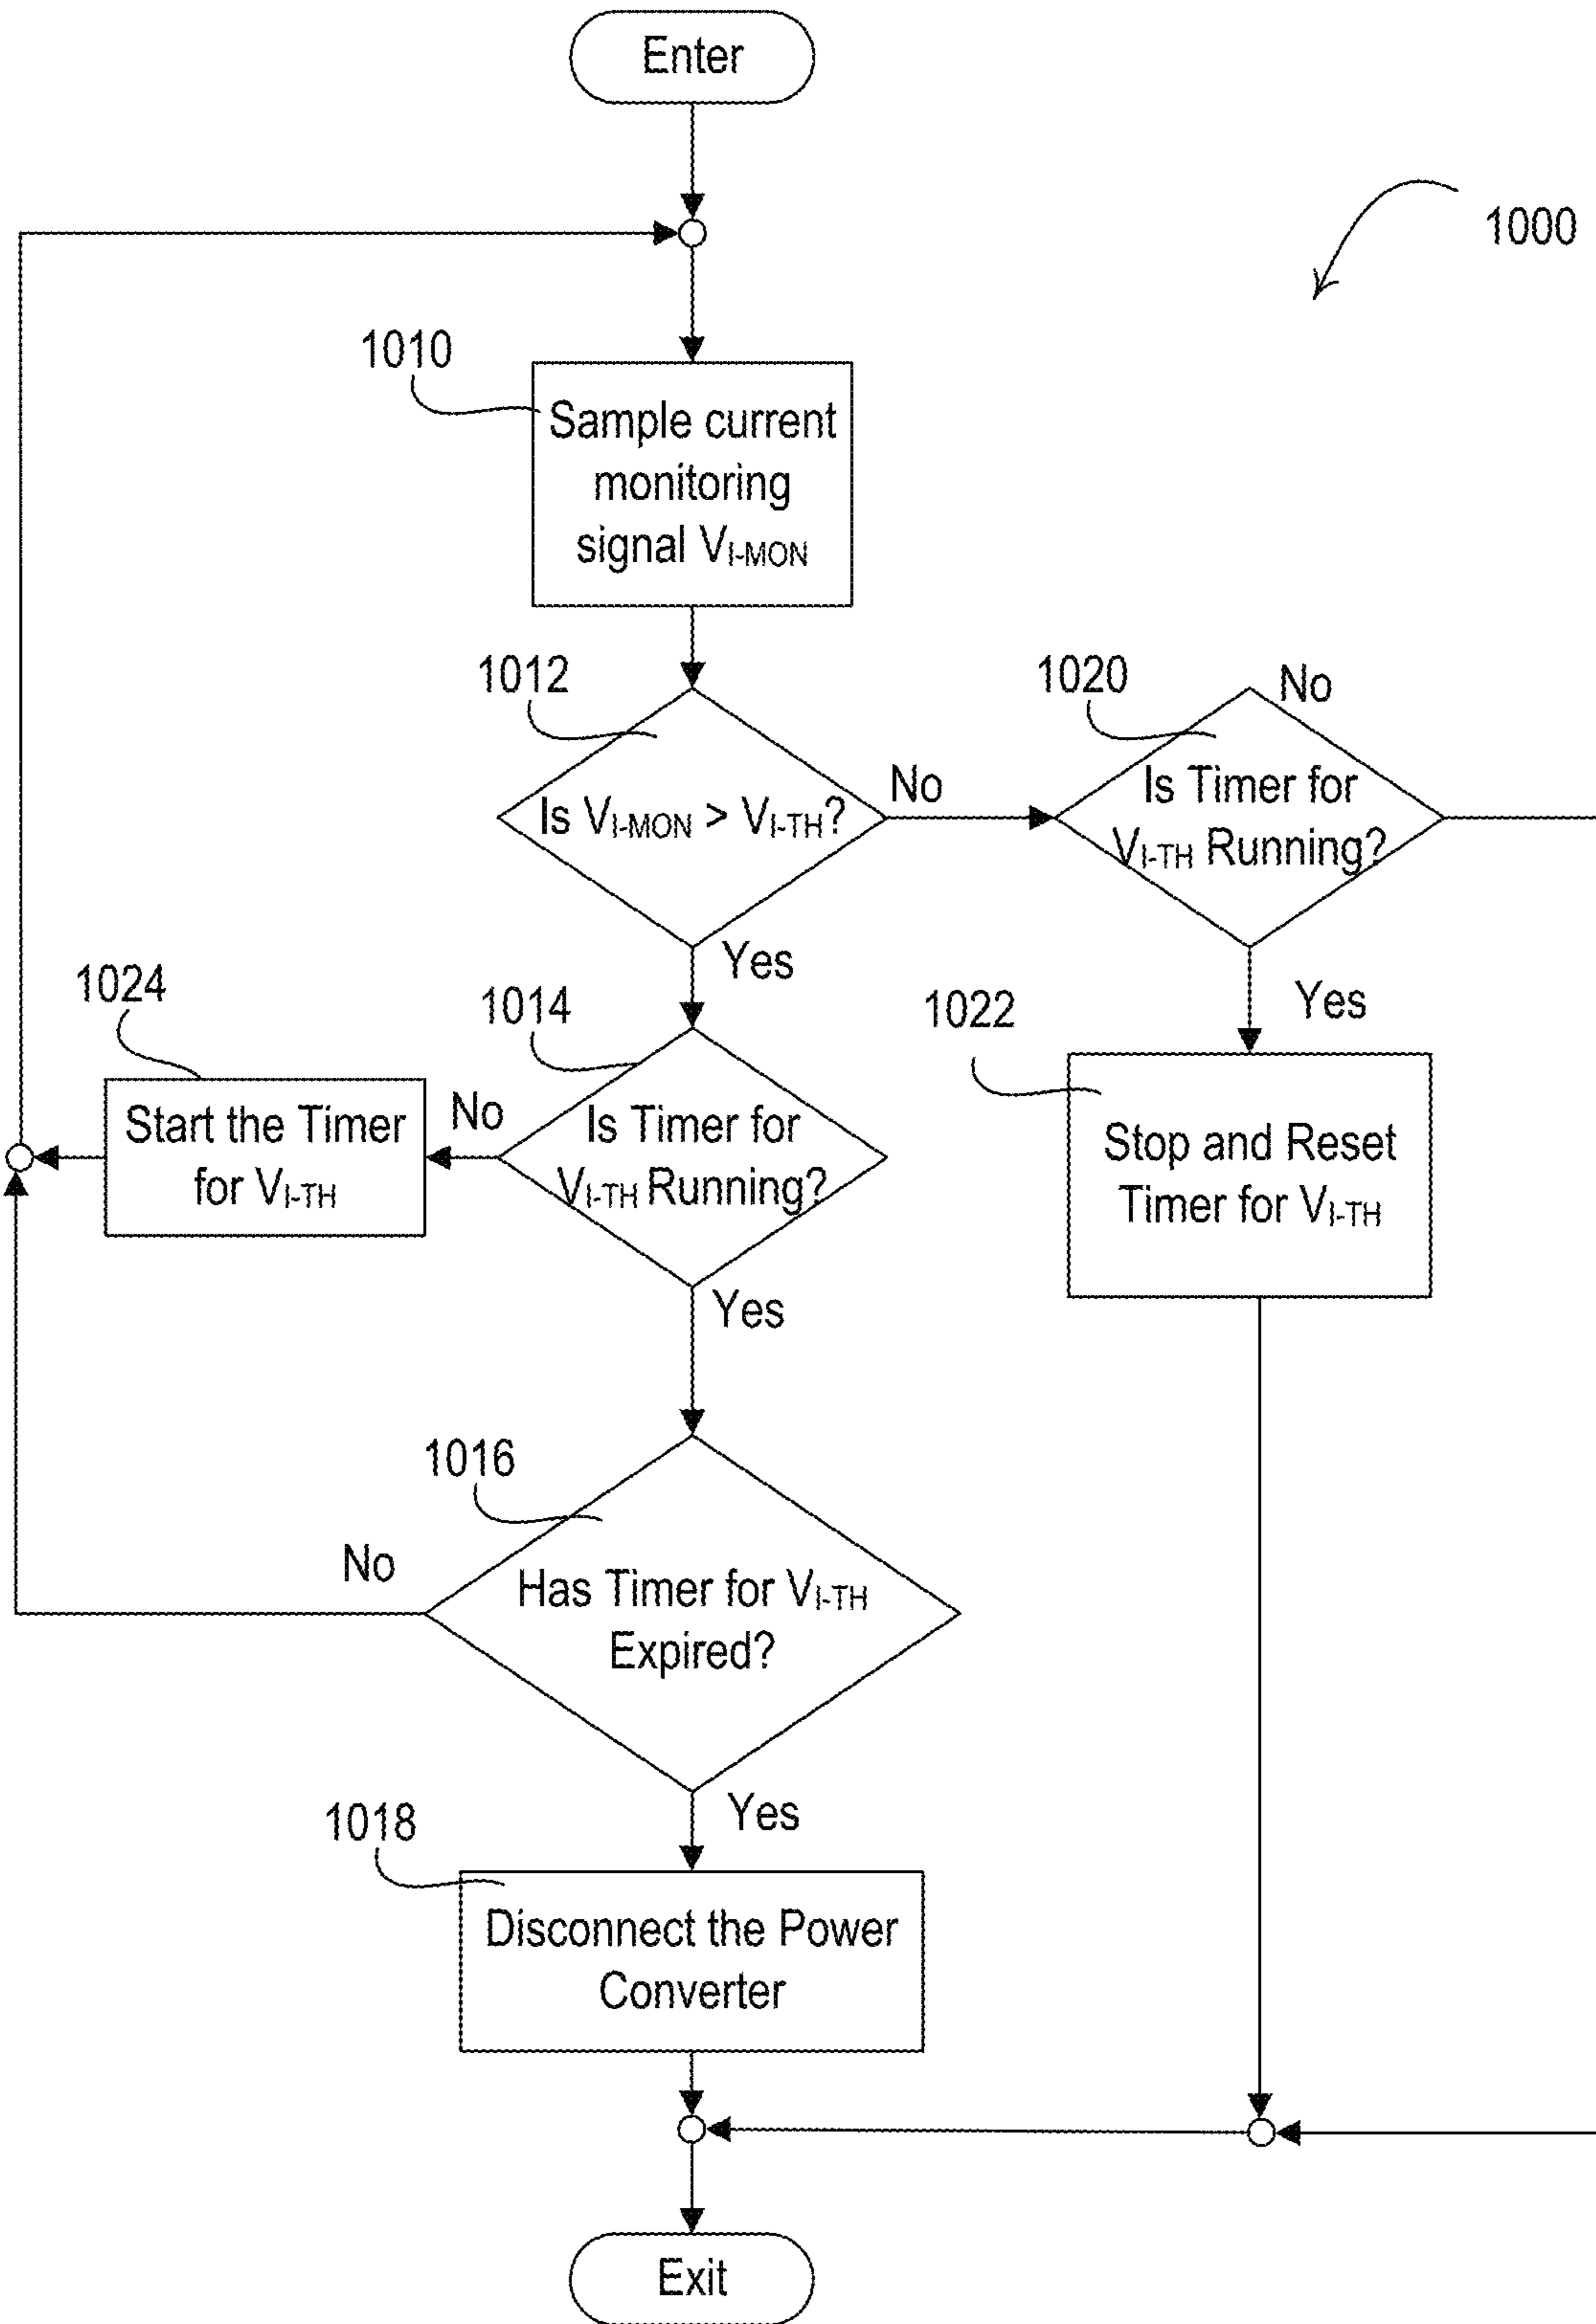 Enter
1000
1010
Sample current
monitoring
signal VI-MON
1012
Is VI-MON > VI-TH?
No
Yes
1020
No
Is Timer for
VI-TH Running?
Yes
1022
Stop and Reset
Timer for VI-TH
1014
Is Timer for
VI-TH Running?
No
Yes
1024
Start the Timer
for VI-TH
1016
Has Timer for VI-TH
Expired?
No
Yes
1018
Disconnect the Power
Converter
Exit